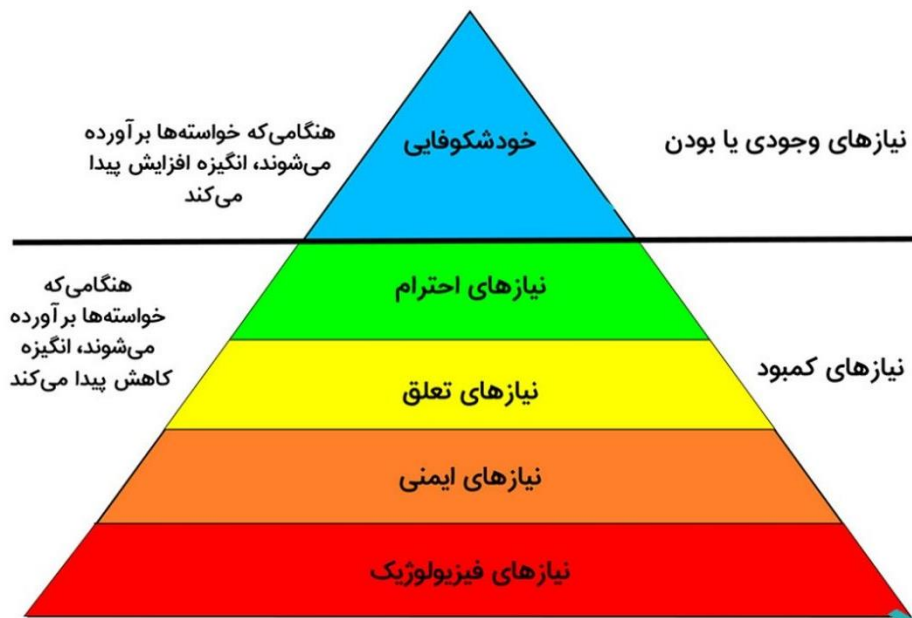 نیازهای وجودی یا بودن
خودشکوفایی
هنگامی‌که خواسته‌ها برآورده
می‌شوند، انگیزه افزایش پیدا
می‌کند
نیازهای کمبود
نیازهای احترام
نیازهای تعلق
نیازهای ایمنی
نیازهای فیزیولوژیک
هنگامی‌که
خواسته‌ها برآورده
می‌شوند، انگیزه
کاهش پیدا می‌کند